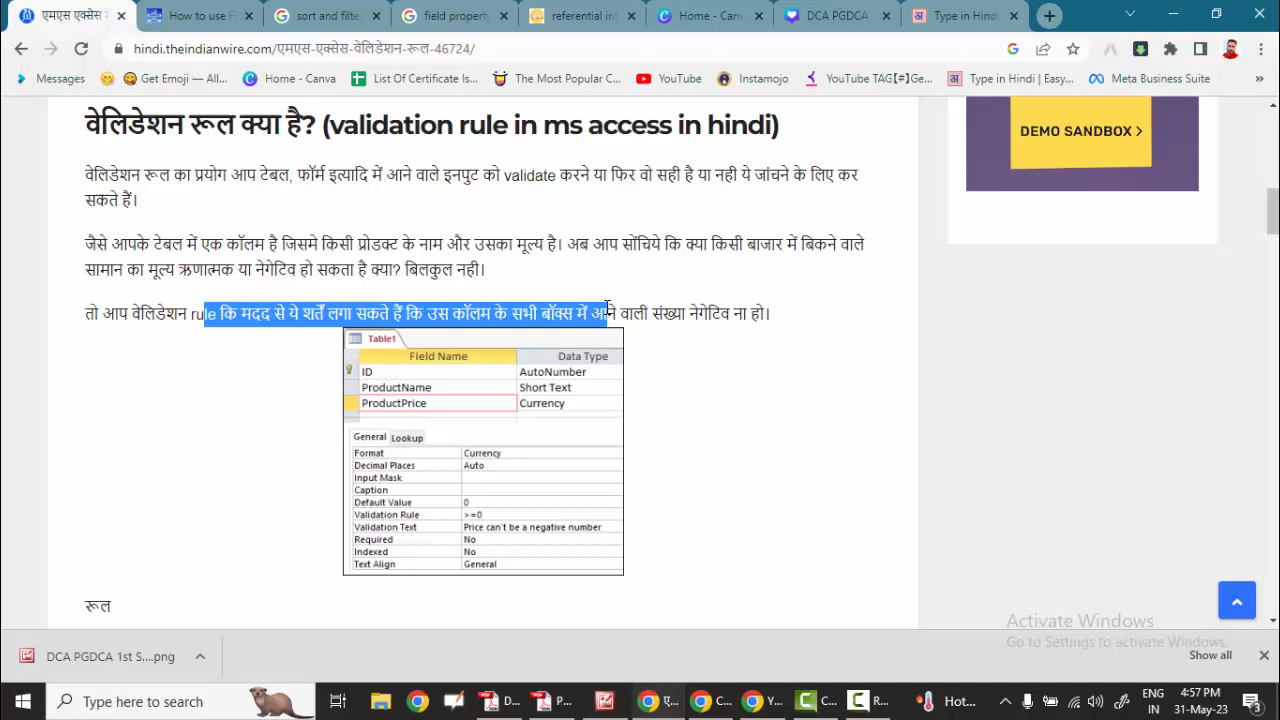 एमएस एक्सेस
How to use F
sort and filte
field property
referential in
Home - Canv
DCA PGDCA
Type in Hindi
hindi.theindianwire.com/एमएस-एक्सेस-वेलिडेशन-रूल-46724/
Messages
Get Emoji — All...
Home - Canva
List Of Certificate Is...
The Most Popular C...
YouTube
Instamojo
YouTube TAG【#】Ge...
Type in Hindi | Easy...
Meta Business Suite
वेलिडेशन रूल क्या है? (validation rule in ms access in hindi)
DEMO SANDBOX >
वेलिडेशन रूल का प्रयोग आप टेबल, फॉर्म इत्यादि में आने वाले इनपुट को validate करने या फिर वो सही है या नही ये जांचने के लिए कर
सकते हैं।
जैसे आपके टेबल में एक कॉलम है जिसमे किसी प्रोडक्ट के नाम और उसका मूल्य है। अब आप सोंचिये कि क्या किसी बाजार में बिकने वाले
सामान का मूल्य ऋणात्मक या नेगेटिव हो सकता है क्या? बिलकुल नही।
तो आप वेलिडेशन rule कि मदद से ये शर्तें लगा सकते हैं कि उस कॉलम के सभी बॉक्स में आने वाली संख्या नेगेटिव ना हो।
Table1
Field Name Data Type
ID AutoNumber
ProductName Short Text
ProductPrice Currency
General Lookup
Format Currency
Decimal Places Auto
Input Mask
Caption
Default Value 0
Validation Rule >=0
Validation Text Price can't be a negative number
Required No
Indexed No
Text Align General
रूल
Activate Windows
Go to Settings to activate Windows.
DCA PGDCA 1st S....png
Show all
Type here to search
D...
P...
ए...
C...
Y...
C...
R...
Hot...
ENG
IN
4:57 PM
31-May-23
3